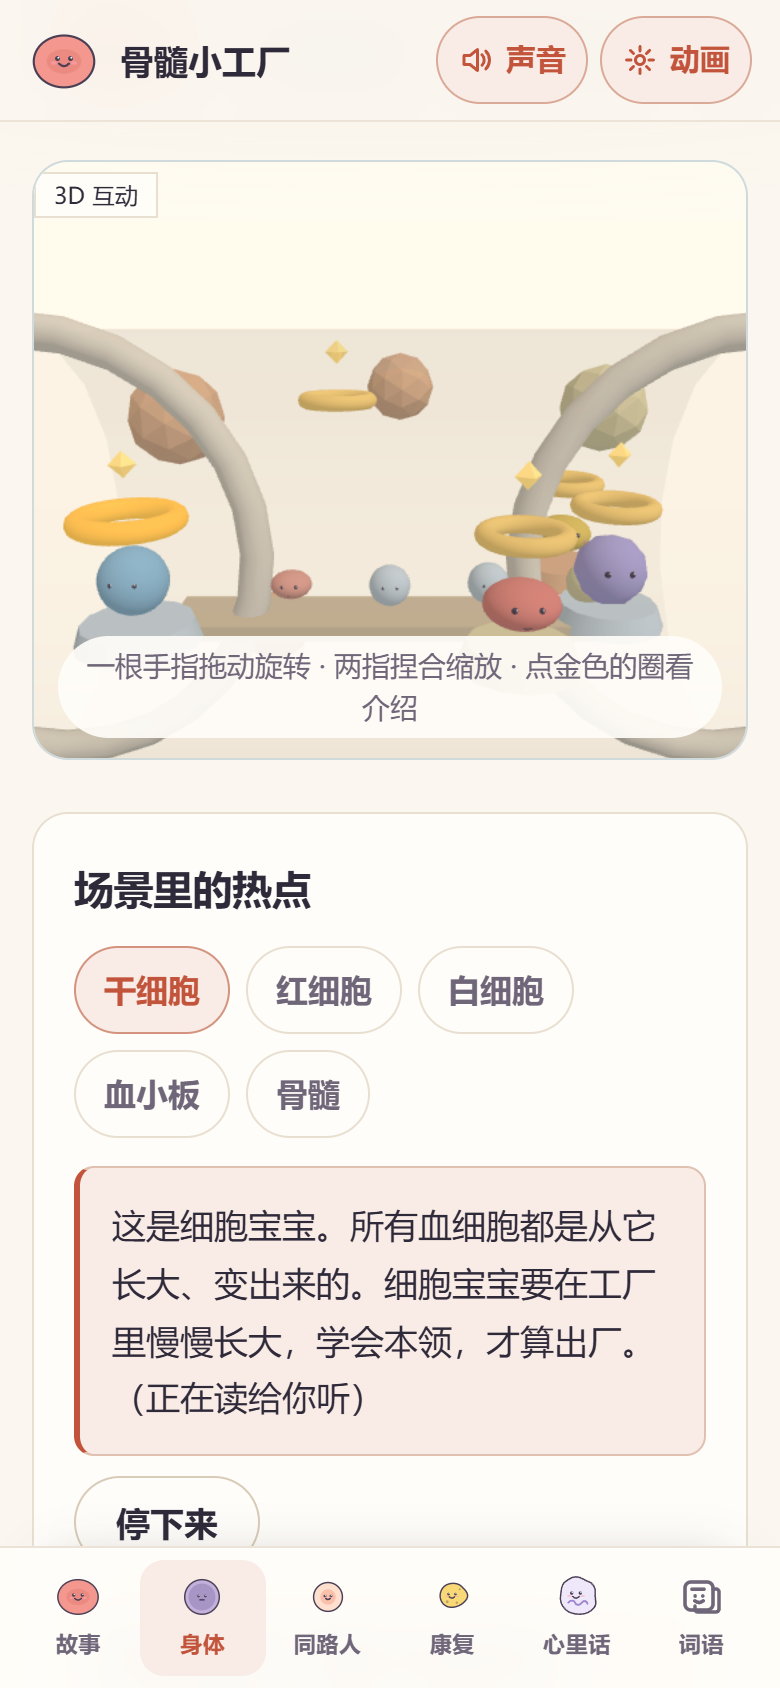 骨髓小工厂
声音
动画
3D 互动
一根手指拖动旋转 · 两指捏合缩放 · 点金色的圈看
介绍
场景里的热点
干细胞
红细胞
白细胞
血小板
骨髓
这是细胞宝宝。所有血细胞都是从它
长大、变出来的。细胞宝宝要在工厂
里慢慢长大，学会本领，才算出厂。
（正在读给你听）
停下来
故事
身体
同路人
康复
心里话
词语